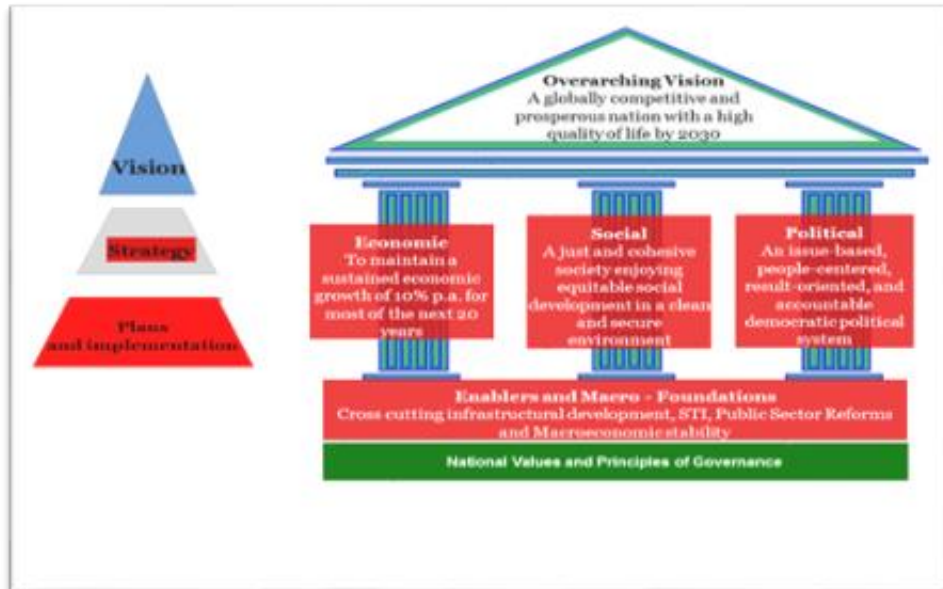 Vision
Strategy
Plans
and implementation
Overarching Vision
A globally competitive and
prosperous nation with a high
quality of life by 2030
Economic
To maintain a
sustained economic
growth of 10% p.a. for
most of the next 20
years
Social
A just and cohesive
society enjoying
equitable social
development in a clean
and secure
environment
Political
An issue-based,
people-centered,
result-oriented, and
accountable
democratic political
system
Enablers and Macro - Foundations
Cross cutting infrastructural development, STI, Public Sector Reforms
and Macroeconomic stability
National Values and Principles of Governance